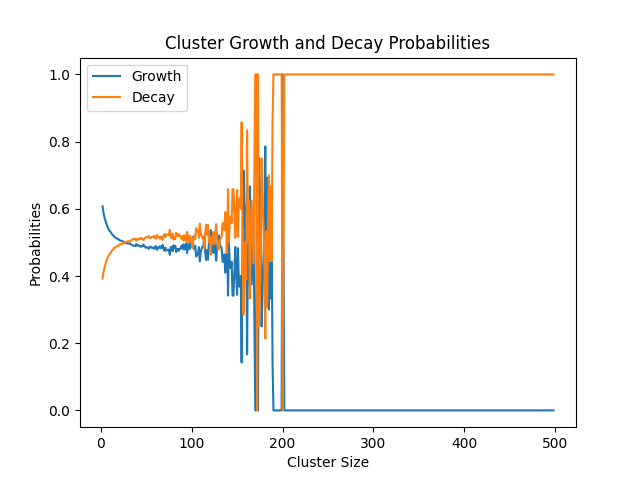 Cluster Growth and Decay Probabilities
Growth
Decay
1.0
0.8
0.6
0.4
0.2
0.0
Probabilities
0
100
200
300
400
500
Cluster Size